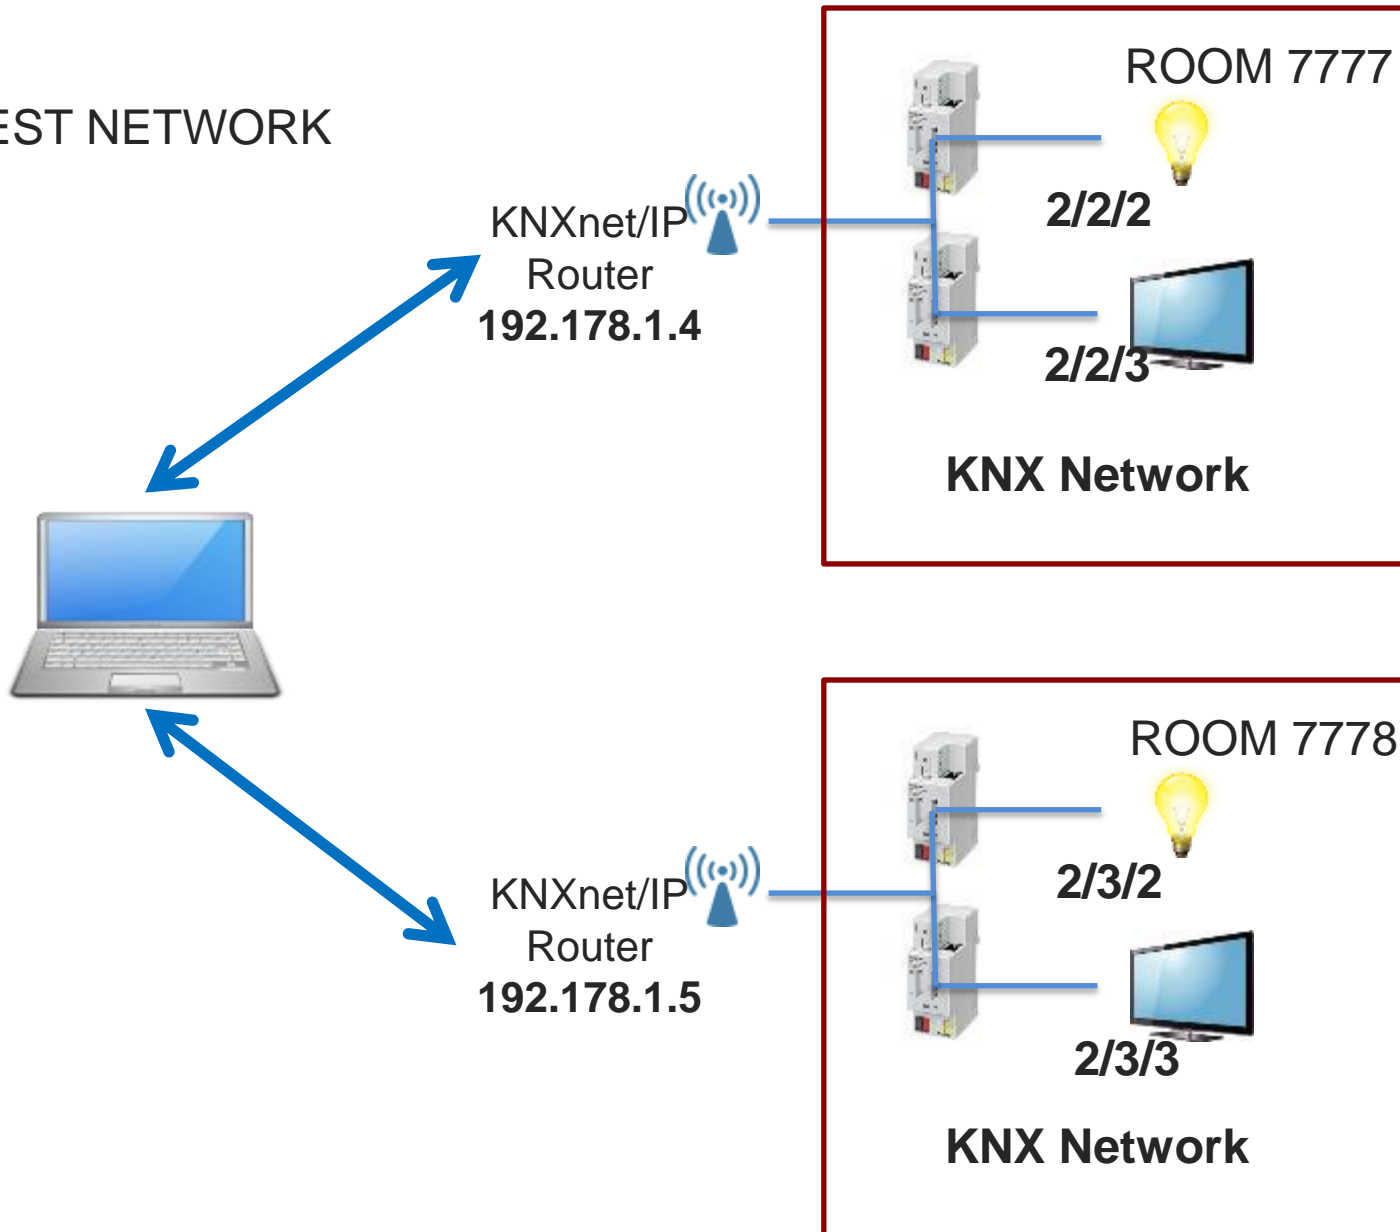 EST NETWORK
ROOM 7777
KNXnet/IP
Router
192.178.1.4
2/2/2
2/2/3
KNX Network
ROOM 7778
KNXnet/IP
Router
192.178.1.5
2/3/2
2/3/3
KNX Network